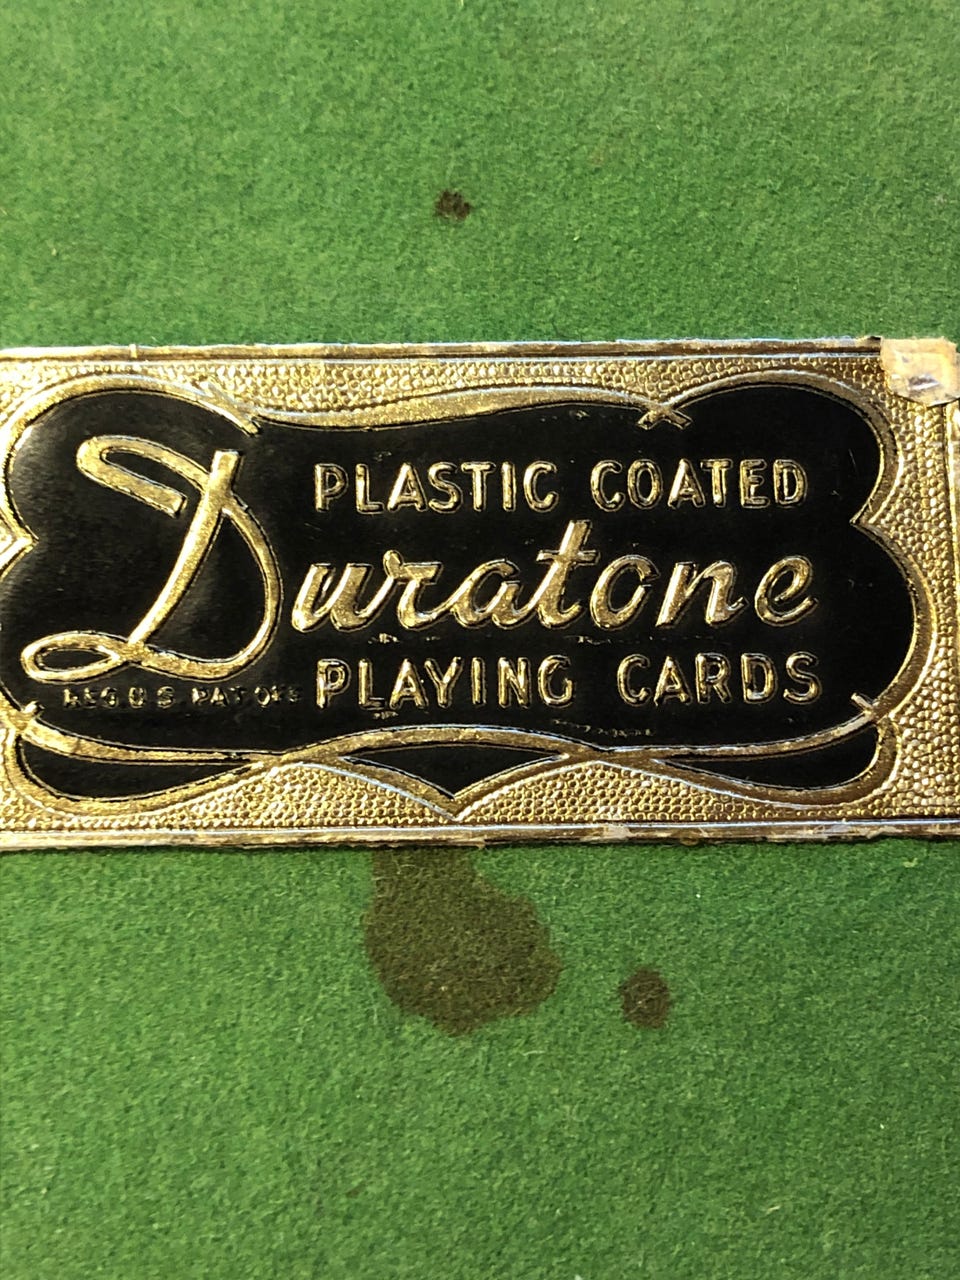 PLASTIC COATED
Duratone
REG U S PAT OFF
PLAYING CARDS